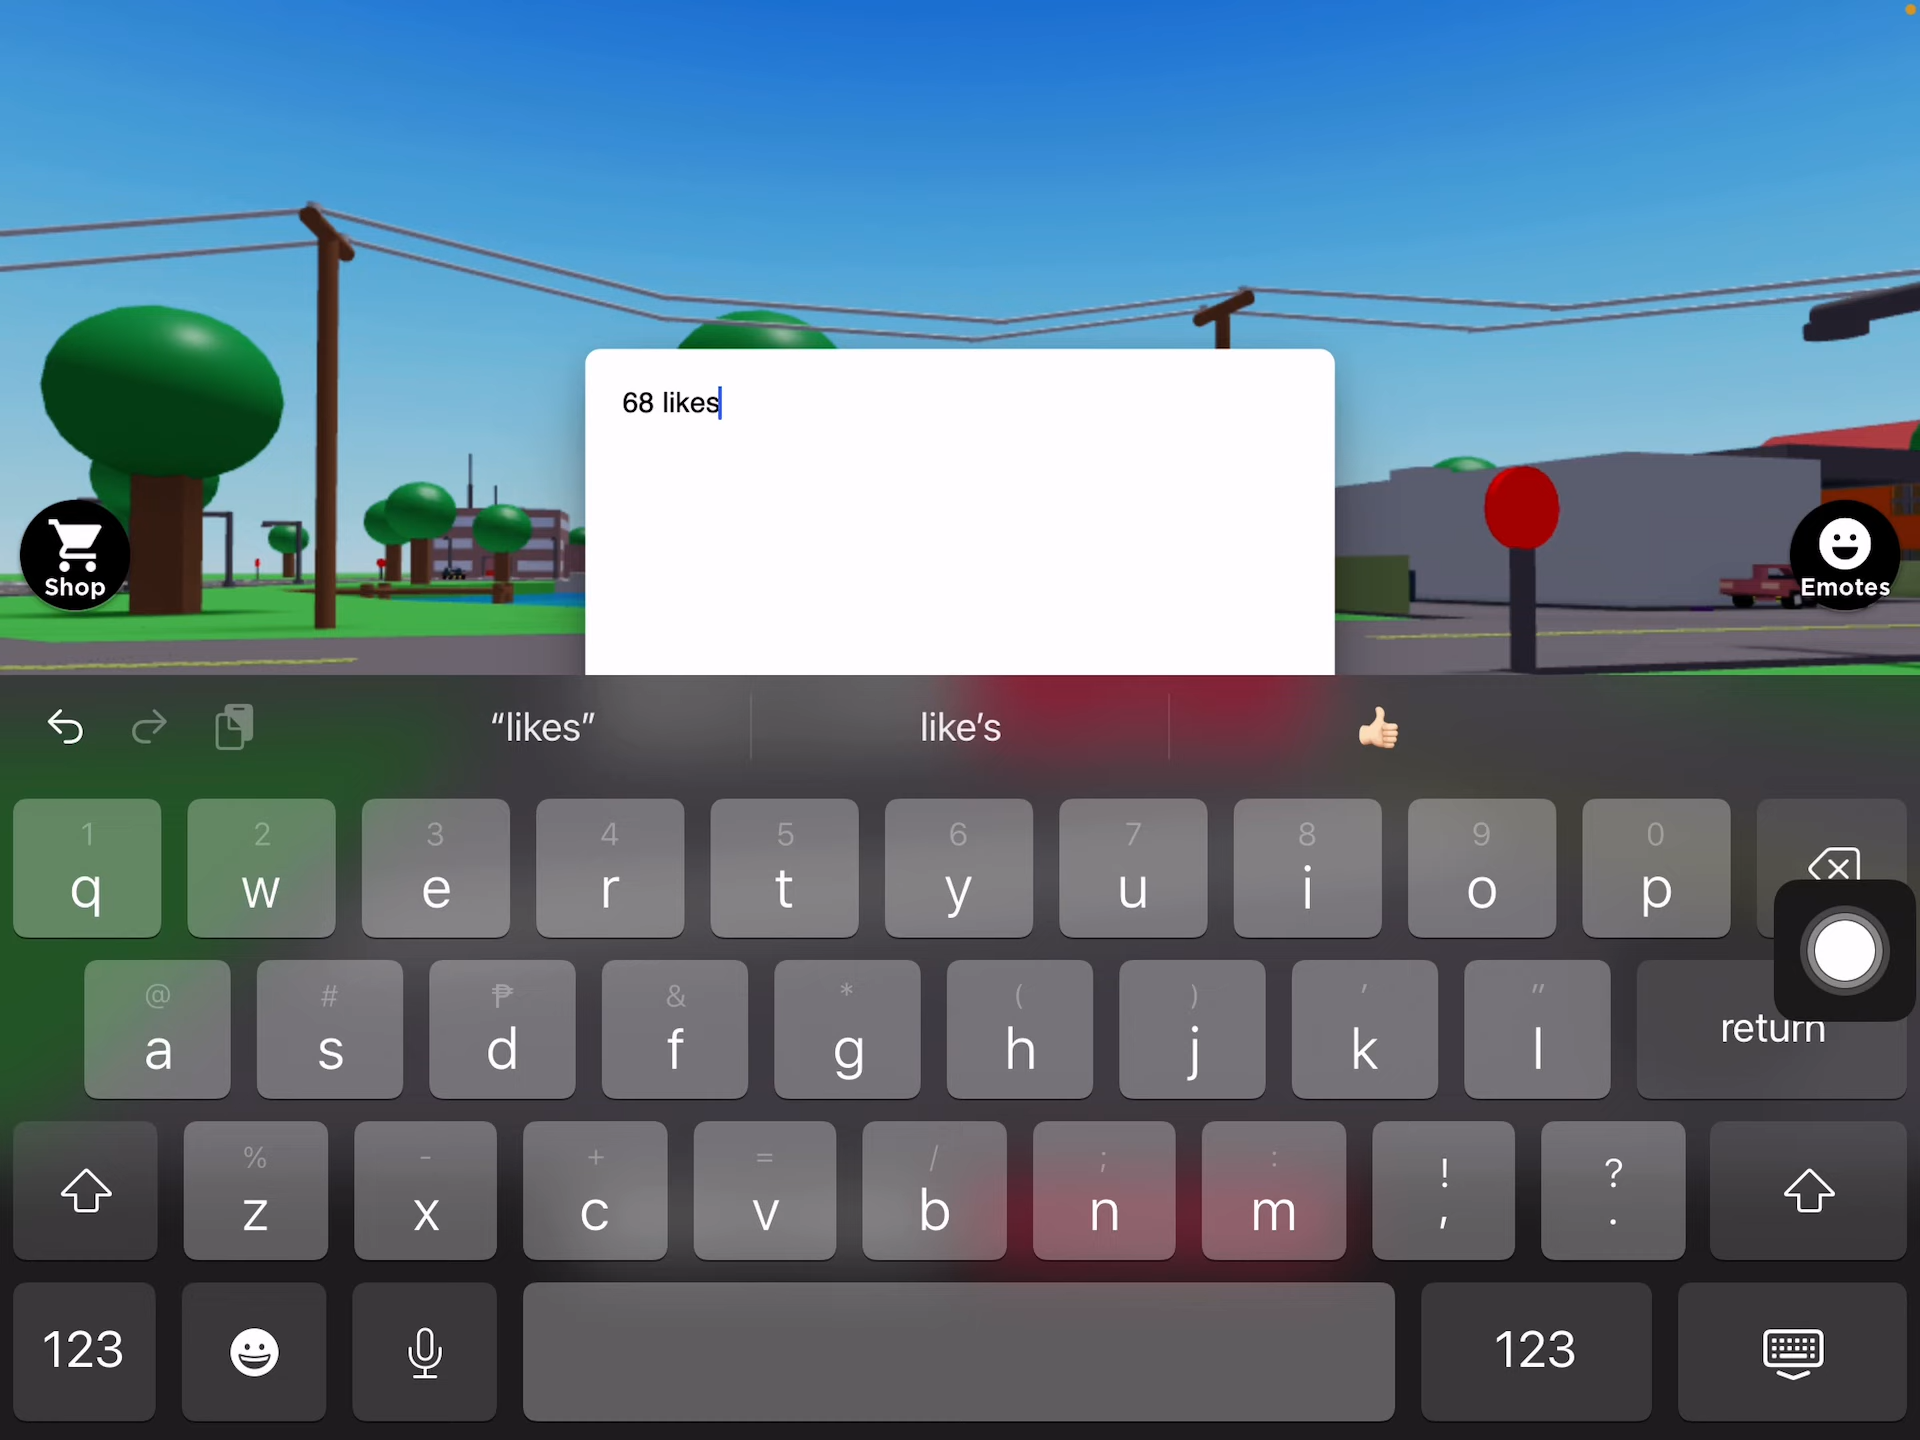 68 likes
Shop
Emotes
“likes” like’s 👍🏻
1 2 3 4 5 6 7 8 9 0
q w e r t y u i o p
@ # ₱ & * ( ) ' "
a s d f g h j k l return
% - + = / ; : ! ?
z x c v b n m , .
123 123